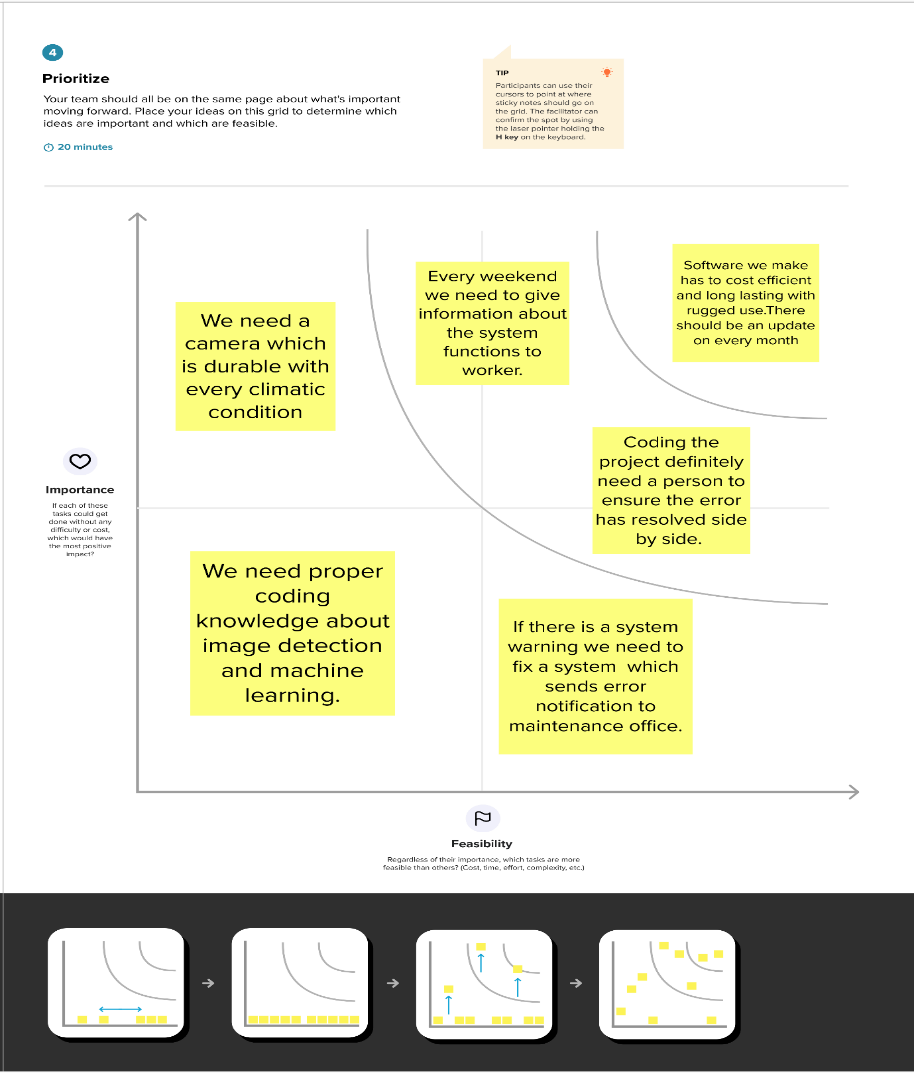 4
Prioritize
Your team should all be on the same page about what's important
moving forward. Place your ideas on this grid to determine which
ideas are important and which are feasible.
20 minutes
TIP
Participants can use their
cursors to point at where
sticky notes should go on
the grid. The facilitator can
confirm the spot by using
the laser pointer holding the
H key on the keyboard.
We need a
camera which
is durable with
every climatic
condition
Every weekend
we need to give
information about
the system
functions to
worker.
Software we make
has to cost efficient
and long lasting with
rugged use.There
should be an update
on every month
Coding the
project definitely
need a person to
ensure the error
has resolved side
by side.
Importance
If each of these
tasks could get
done without any
difficulty or cost,
which would have
the most positive
impact?
We need proper
coding
knowledge about
image detection
and machine
learning.
If there is a system
warning we need to
fix a system  which
sends error
notification to
maintenance office.
Feasibility
Regardless of their importance, which tasks are more
feasible than others? (Cost, time, effort, complexity, etc.)